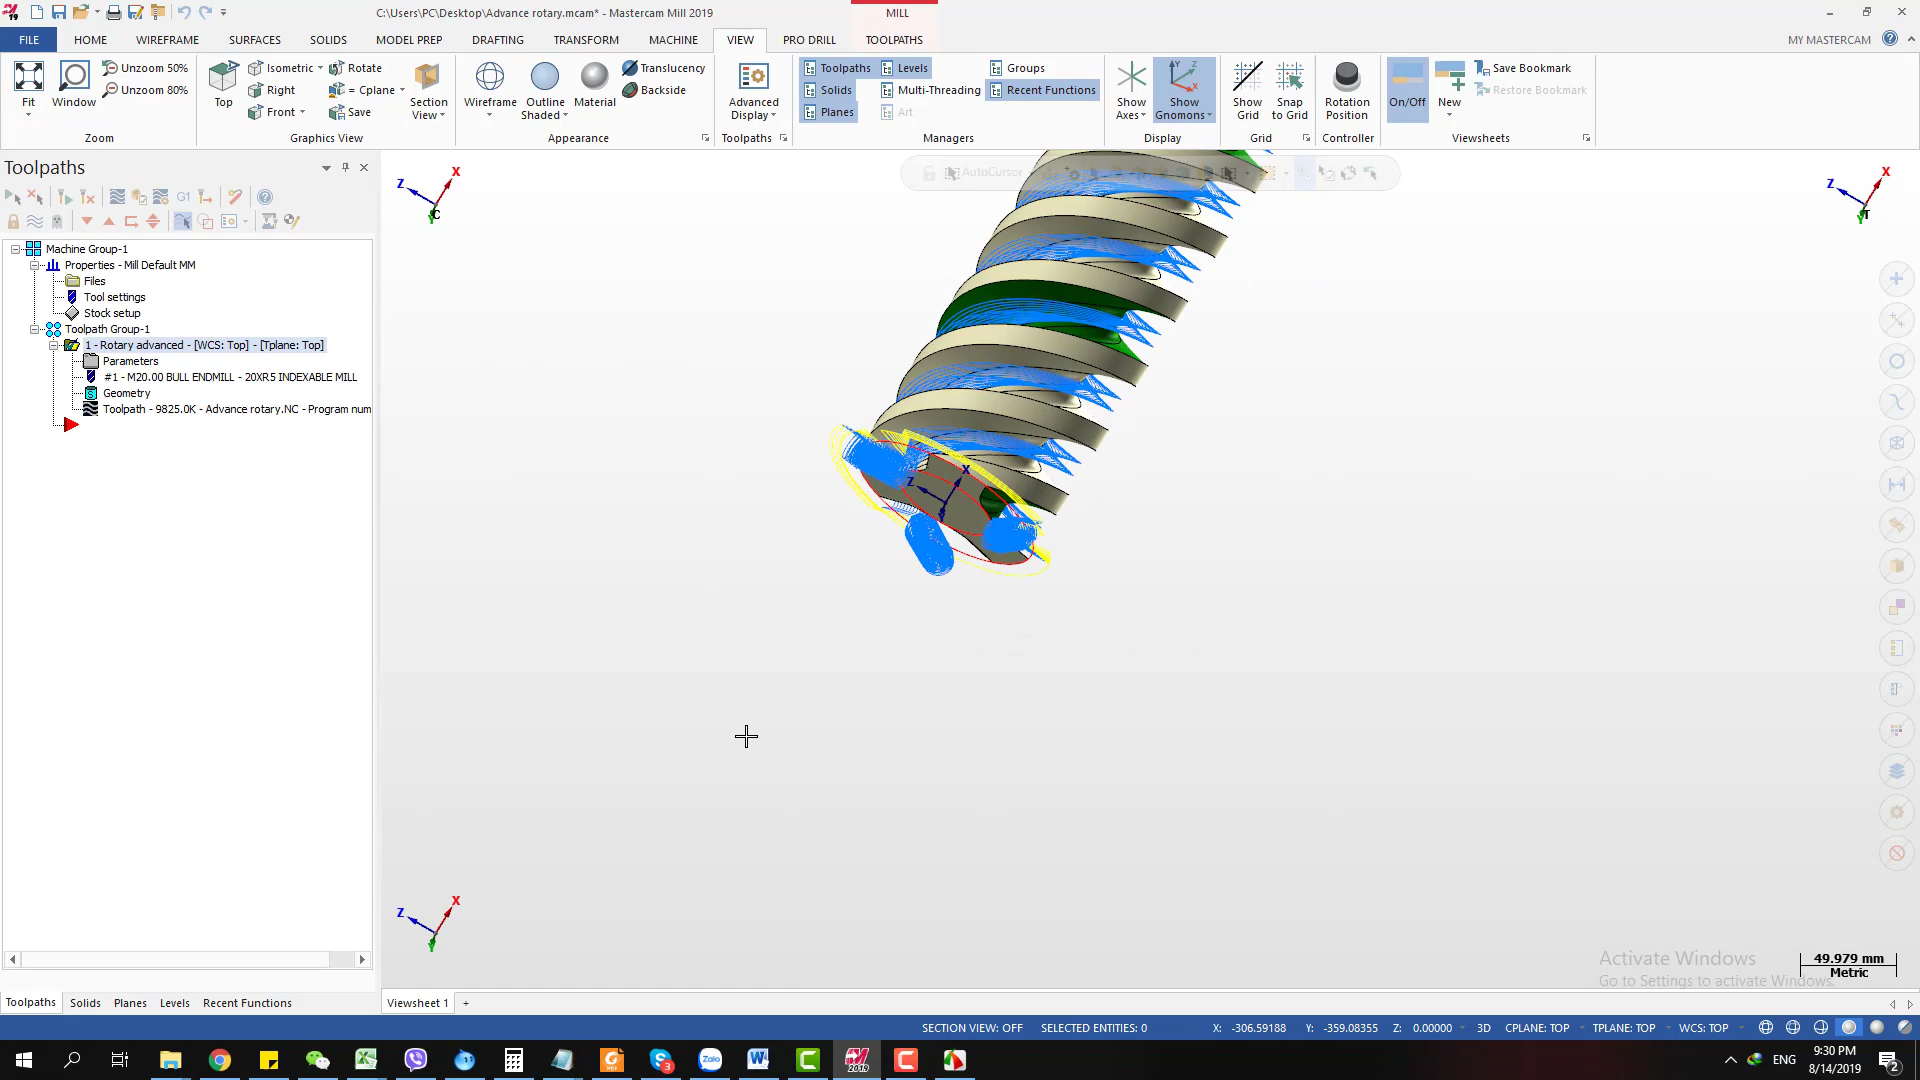 C:\Users\PC\Desktop\Advance rotary.mcam* - Mastercam Mill 2019
MILL
FILE HOME WIREFRAME SURFACES SOLIDS MODEL PREP DRAFTING TRANSFORM MACHINE VIEW PRO DRILL TOOLPATHS MY MASTERCAM
Fit
Window
Unzoom 50%
Unzoom 80%
Zoom
Top
Isometric
Right
Front
Rotate
= Cplane
Save
Section View
Graphics View
Wireframe
Outline Shaded
Material
Translucency
Backside
Appearance
Advanced Display
Toolpaths
Toolpaths
Solids
Planes
Levels
Multi-Threading
Art
Groups
Recent Functions
Managers
Show Axes
Show Gnomons
Display
Show Grid
Snap to Grid
Grid
Rotation Position
Controller
On/Off
New
Save Bookmark
Restore Bookmark
Viewsheets
Toolpaths
G1
AutoCursor
Machine Group-1
Properties - Mill Default MM
Files
Tool settings
Stock setup
Toolpath Group-1
1 - Rotary advanced - [WCS: Top] - [Tplane: Top]
Parameters
#1 - M20.00 BULL ENDMILL - 20XR5 INDEXABLE MILL
Geometry
Toolpath - 9825.0K - Advance rotary.NC - Program num
Z X Y C
Z X Y T
Z X Y
Z X Y
Activate Windows
Go to Settings to activate Windows.
49.979 mm
Metric
Toolpaths Solids Planes Levels Recent Functions
Viewsheet 1 +
SECTION VIEW: OFF SELECTED ENTITIES: 0 X: -306.59188 Y: -359.08355 Z: 0.00000 3D CPLANE: TOP TPLANE: TOP WCS: TOP
ENG
9:30 PM
8/14/2019